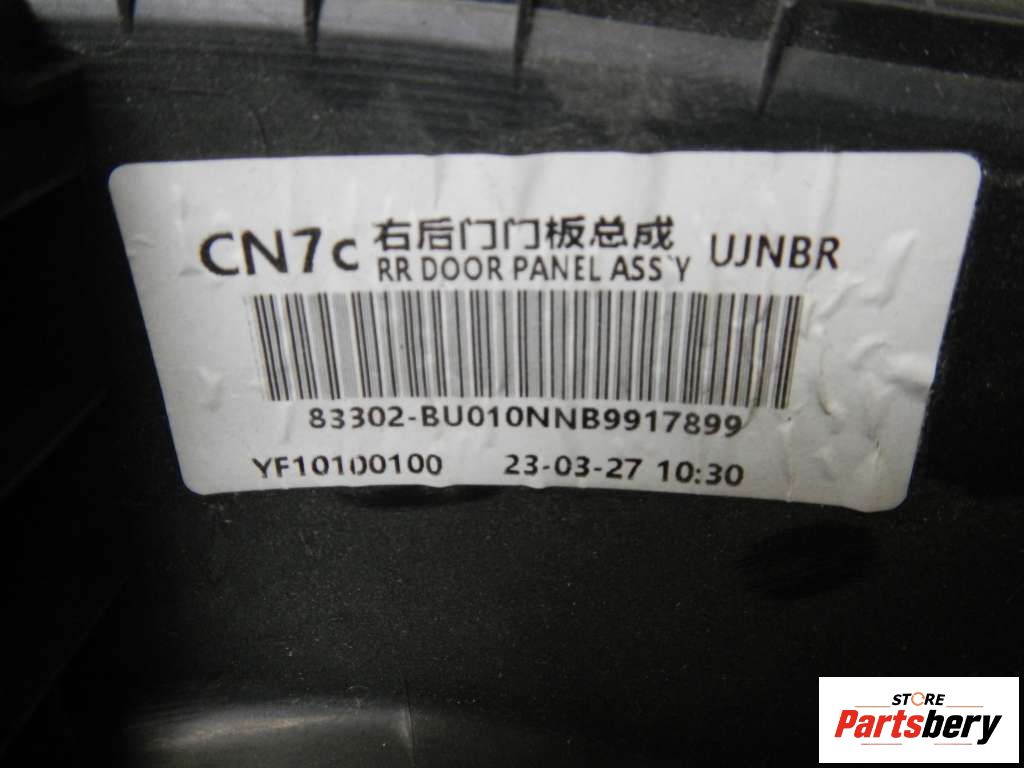 CN7c 右后门门板总成 UJNBR
RR DOOR PANEL ASS`Y
83302-BU010NNB9917899
YF10100100 23-03-27 10:30
STORE
Partsbery